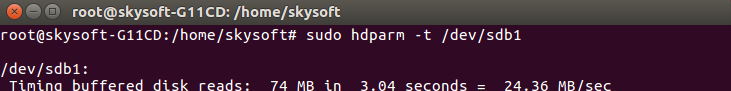 root@skysoft-G11CD: /home/skysoft
root@skysoft-G11CD:/home/skysoft# sudo hdparm -t /dev/sdb1
/dev/sdb1:
Timing buffered disk reads:  74 MB in  3.04 seconds =  24.36 MB/sec